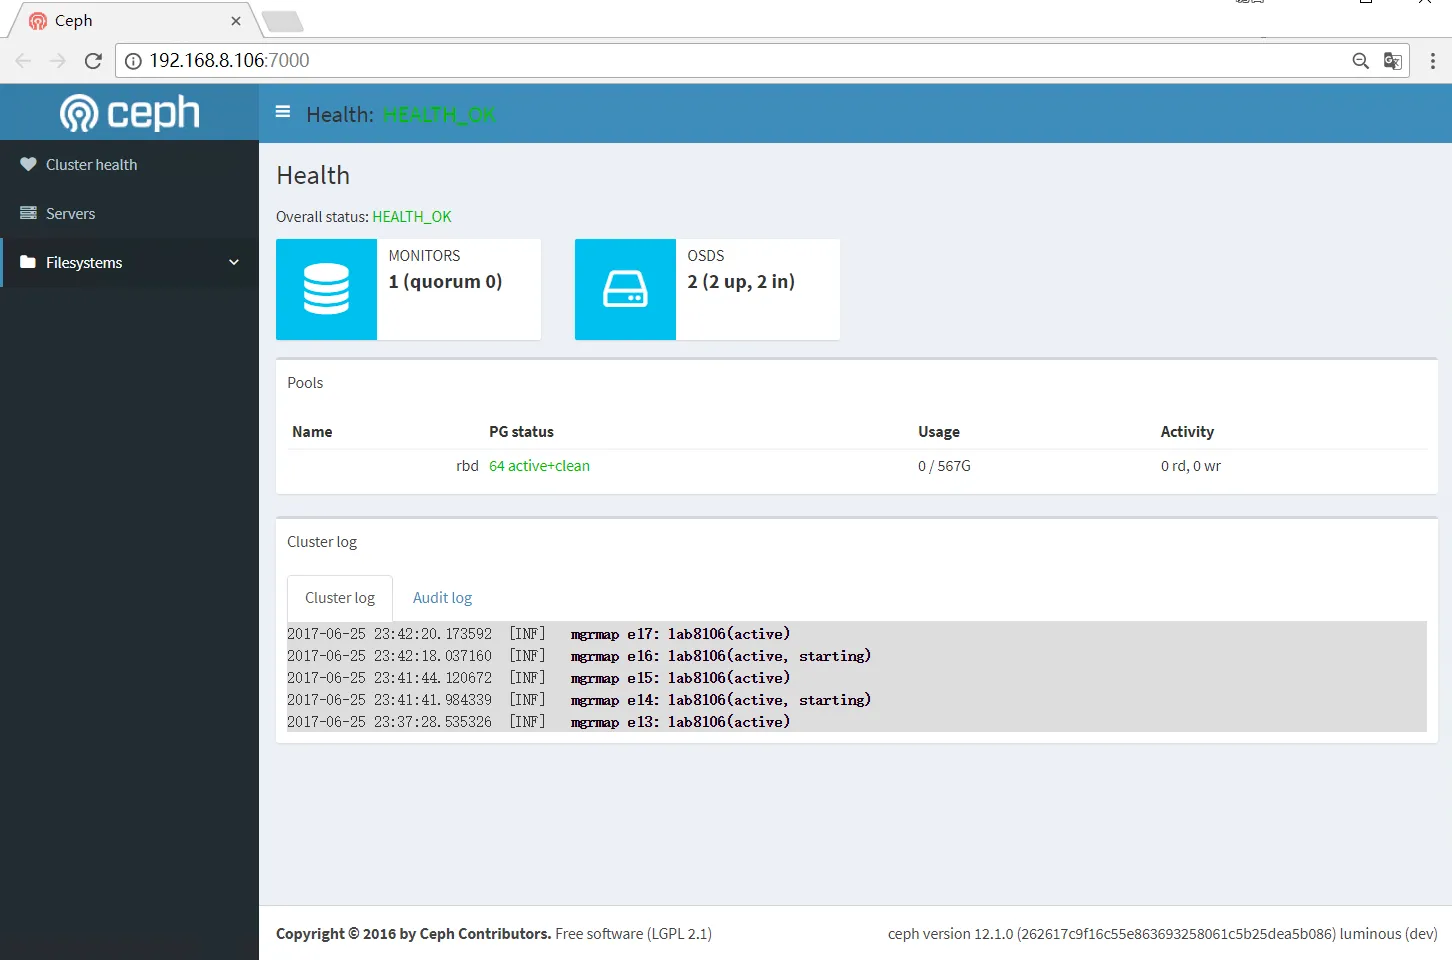 Ceph
192.168.8.106:7000
ceph
Health: HEALTH_OK
Cluster health
Servers
Filesystems
Health
Overall status: HEALTH_OK
MONITORS
1 (quorum 0)
OSDS
2 (2 up, 2 in)
Pools
Name PG status Usage Activity
rbd 64 active+clean 0 / 567G 0 rd, 0 wr
Cluster log
Cluster log Audit log
2017-06-25 23:42:20.173592 [INF] mgrmap e17: lab8106(active)
2017-06-25 23:42:18.037160 [INF] mgrmap e16: lab8106(active, starting)
2017-06-25 23:41:44.120672 [INF] mgrmap e15: lab8106(active)
2017-06-25 23:41:41.984339 [INF] mgrmap e14: lab8106(active, starting)
2017-06-25 23:37:28.535326 [INF] mgrmap e13: lab8106(active)
Copyright © 2016 by Ceph Contributors. Free software (LGPL 2.1)
ceph version 12.1.0 (262617c9f16c55e863693258061c5b25dea5b086) luminous (dev)